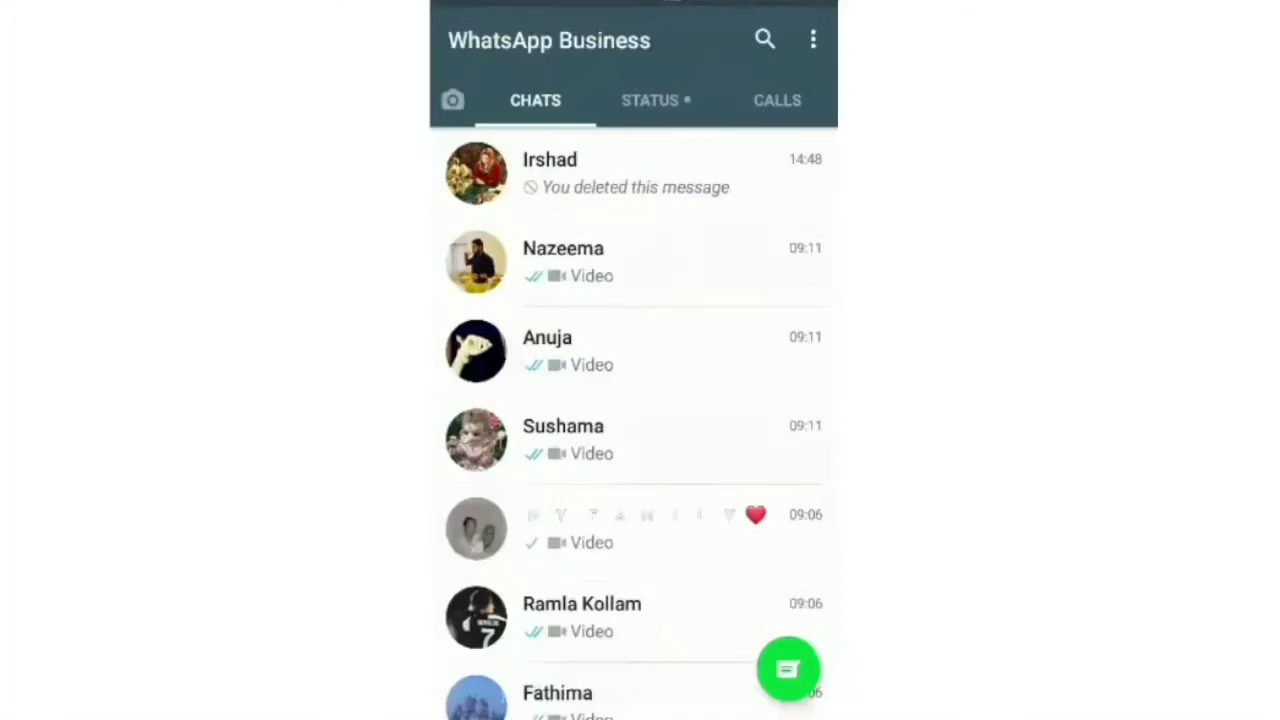 WhatsApp Business
CHATS STATUS • CALLS
Irshad 14:48
You deleted this message
Nazeema 09:11
Video
Anuja 09:11
Video
Sushama 09:11
Video
M Y F A M I L Y ❤️ 09:06
Video
Ramla Kollam 09:06
Video
Fathima
Video